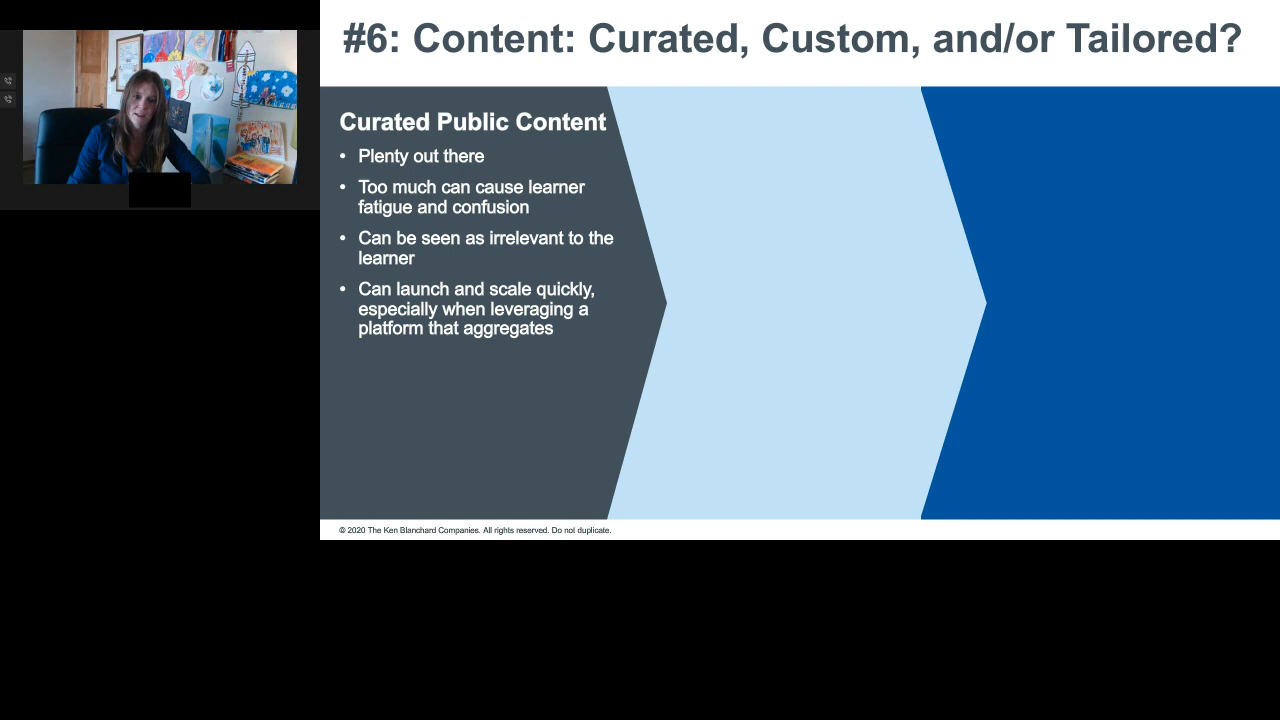 #6: Content: Curated, Custom, and/or Tailored?
Curated Public Content
• Plenty out there
• Too much can cause learner
fatigue and confusion
• Can be seen as irrelevant to the
learner
• Can launch and scale quickly,
especially when leveraging a
platform that aggregates
© 2020 The Ken Blanchard Companies. All rights reserved. Do not duplicate.